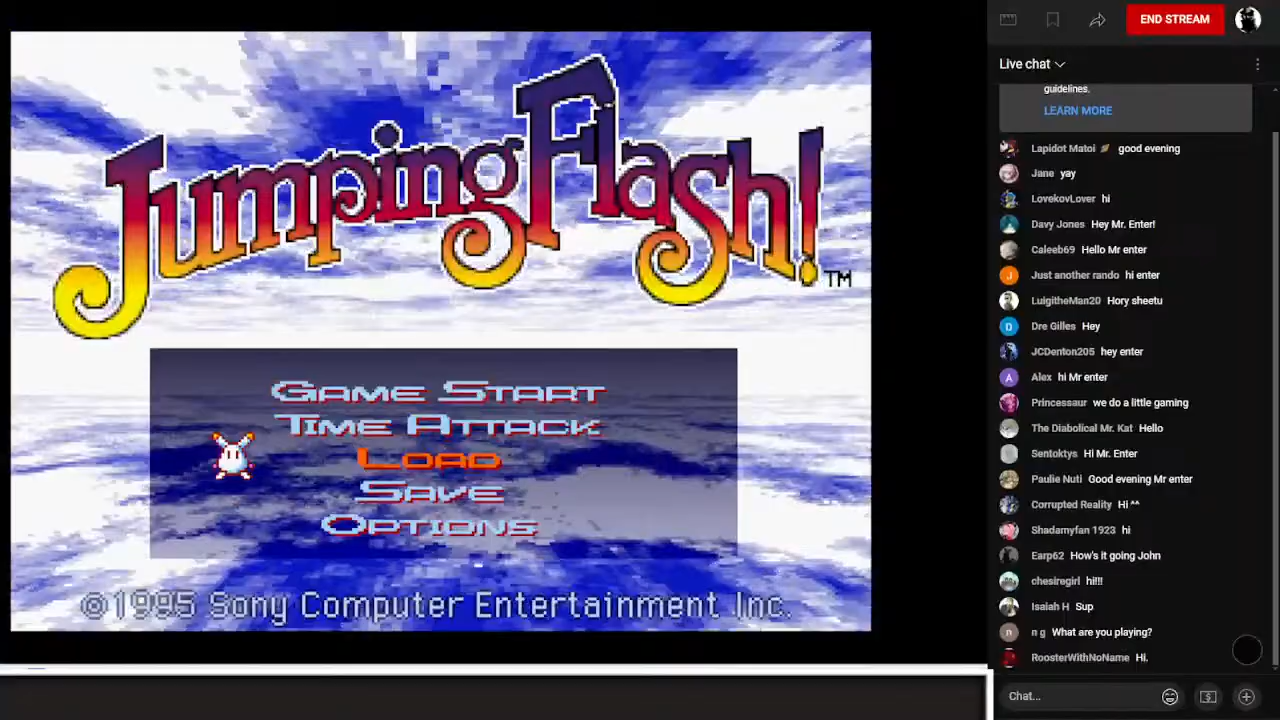 Jumping Flash!
TM
GAME START
TIME ATTACK
LOAD
SAVE
OPTIONS
©1995 Sony Computer Entertainment Inc.
END STREAM
Live chat
guidelines.
LEARN MORE
Lapidot Matoi good evening
Jane yay
LovekovLover hi
Davy Jones Hey Mr. Enter!
Caleeb69 Hello Mr enter
J
Just another rando hi enter
LuigitheMan20 Hory sheetu
D
Dre Gilles Hey
JCDenton205 hey enter
A
Alex hi Mr enter
Princessaur we do a little gaming
The Diabolical Mr. Kat Hello
Sentoktys Hi Mr. Enter
Paulie Nuti Good evening Mr enter
Corrupted Reality Hi ^^
Shadamyfan 1923 hi
Earp62 How's it going John
chesiregirl hi!!!
Isaiah H Sup
n
n g What are you playing?
RoosterWithNoName Hi.
Chat...